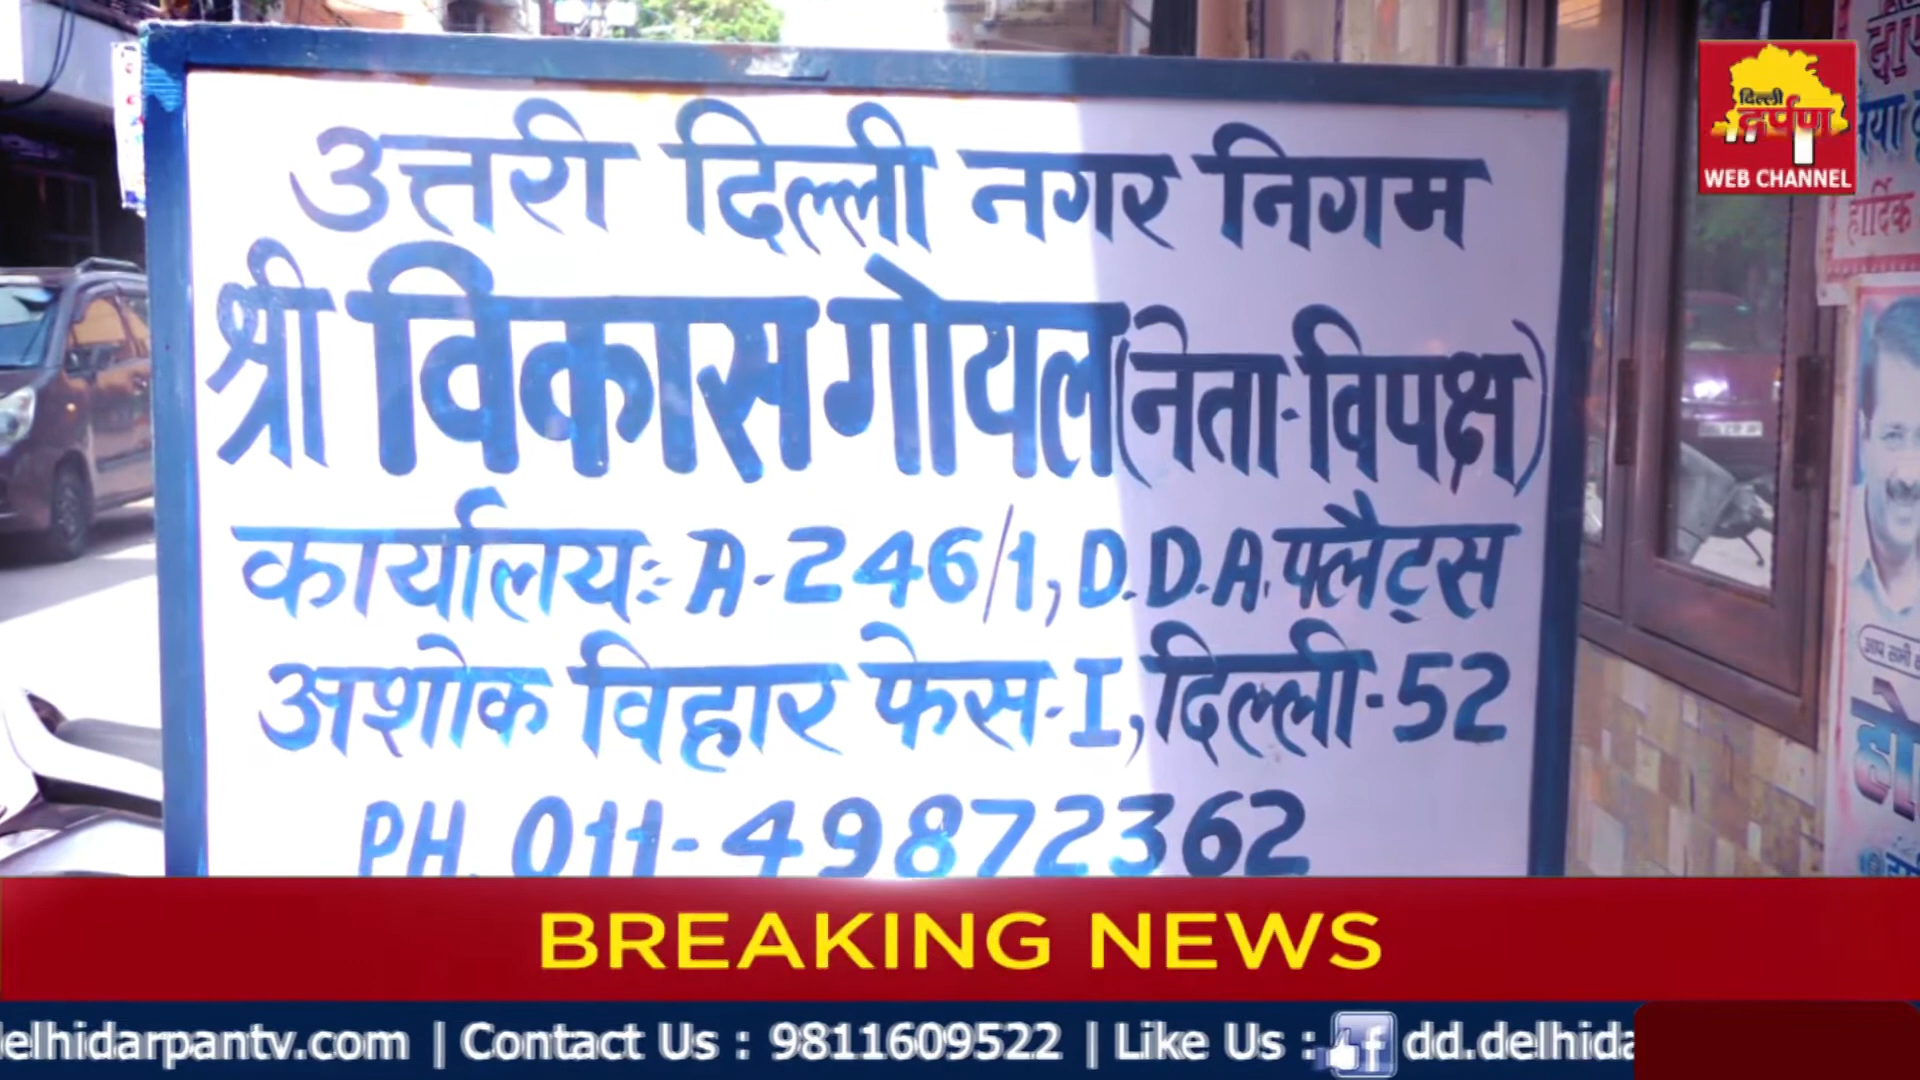 उत्तरी दिल्ली नगर निगम
श्री विकास गोयल (नेता-विपक्ष)
कार्यालय:- A-246/1, D.D.A. फ्लैट्स
अशोक विहार फेस-I, दिल्ली-52
PH. 011-49872362
दिल्ली
दर्पण
WEB CHANNEL
हार्दिक
BREAKING NEWS
elhidarpantv.com | Contact Us : 9811609522 | Like Us : f dd.delhida